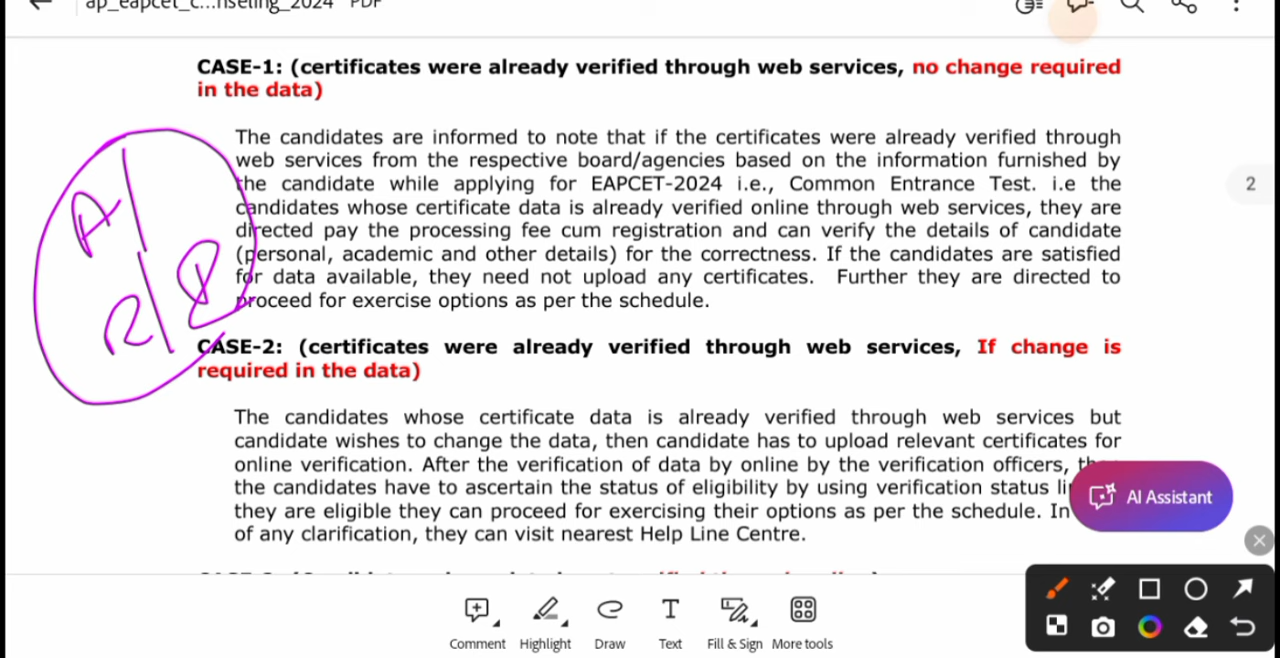 ap_eapcet_c...nseling_2024 PDF
CASE-1: (certificates were already verified through web services, no change required
in the data)
The candidates are informed to note that if the certificates were already verified through
web services from the respective board/agencies based on the information furnished by
the candidate while applying for EAPCET-2024 i.e., Common Entrance Test. i.e the
candidates whose certificate data is already verified online through web services, they are
directed pay the processing fee cum registration and can verify the details of candidate
(personal, academic and other details) for the correctness. If the candidates are satisfied
for data available, they need not upload any certificates. Further they are directed to
proceed for exercise options as per the schedule.
2
A/
R/8
CASE-2: (certificates were already verified through web services, If change is
required in the data)
The candidates whose certificate data is already verified through web services but
candidate wishes to change the data, then candidate has to upload relevant certificates for
online verification. After the verification of data by online by the verification officers,
the candidates have to ascertain the status of eligibility by using verification status
they are eligible they can proceed for exercising their options as per the schedule. In
of any clarification, they can visit nearest Help Line Centre.
AI Assistant
Comment Highlight Draw Text Fill & Sign More tools